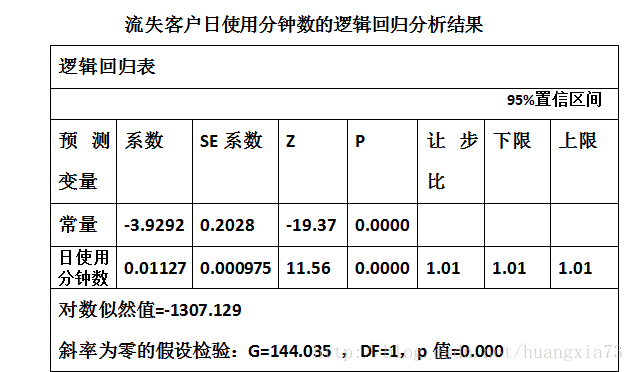 流失客户日使用分钟数的逻辑回归分析结果
逻辑回归表
95%置信区间
预测变量 系数 SE系数 Z P 让步比 下限 上限
常量 -3.9292 0.2028 -19.37 0.0000
日使用分钟数 0.01127 0.000975 11.56 0.0000 1.01 1.01 1.01
对数似然值=-1307.129
斜率为零的假设检验：G=144.035 ，DF=1，p 值=0.000